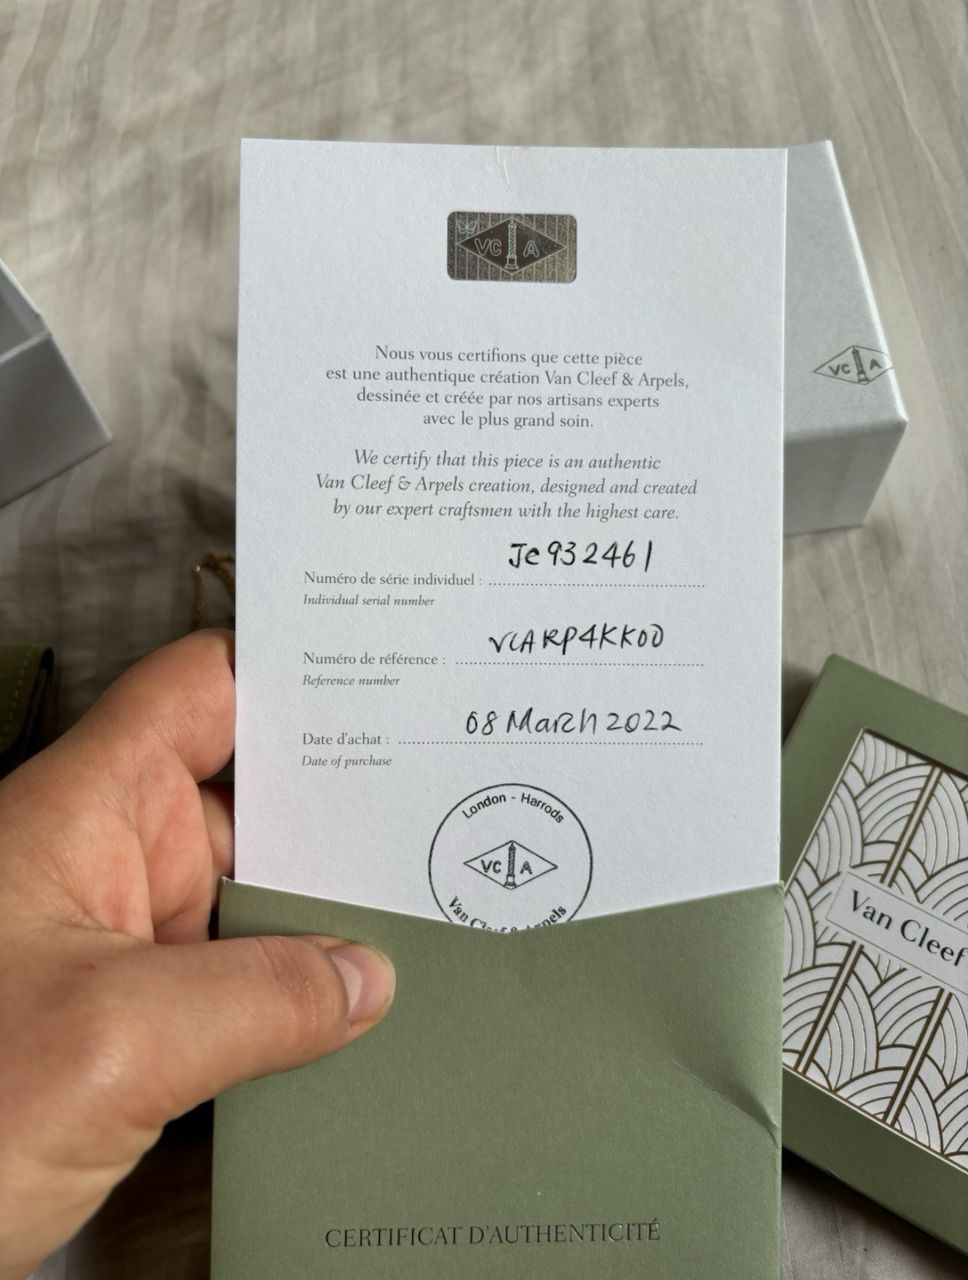 VC A
Nous vous certifions que cette pièce
est une authentique création Van Cleef & Arpels,
dessinée et créée par nos artisans experts
avec le plus grand soin.
We certify that this piece is an authentic
Van Cleef & Arpels creation, designed and created
by our expert craftsmen with the highest care.
Numéro de série individuel : Je932461
Individual serial number
Numéro de référence : VCARP4KK00
Reference number
Date d'achat : 08 March 2022
Date of purchase
London - Harrods
VC A
Van Cleef & Arpels
CERTIFICAT D'AUTHENTICITÉ
VC A
Van Cleef